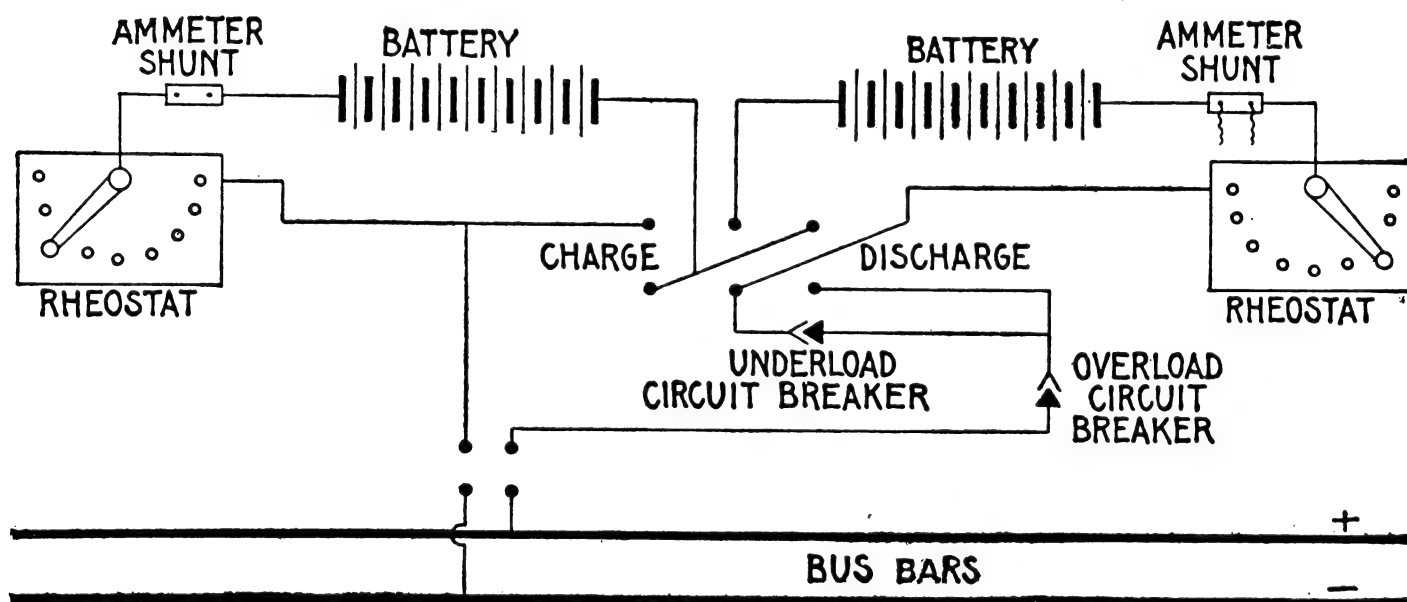 AMMETER
SHUNT
BATTERY
BATTERY
AMMETER
SHUNT
CHARGE
DISCHARGE
RHEOSTAT
RHEOSTAT
UNDERLOAD
CIRCUIT BREAKER
OVERLOAD
CIRCUIT
BREAKER
+
BUS BARS
−